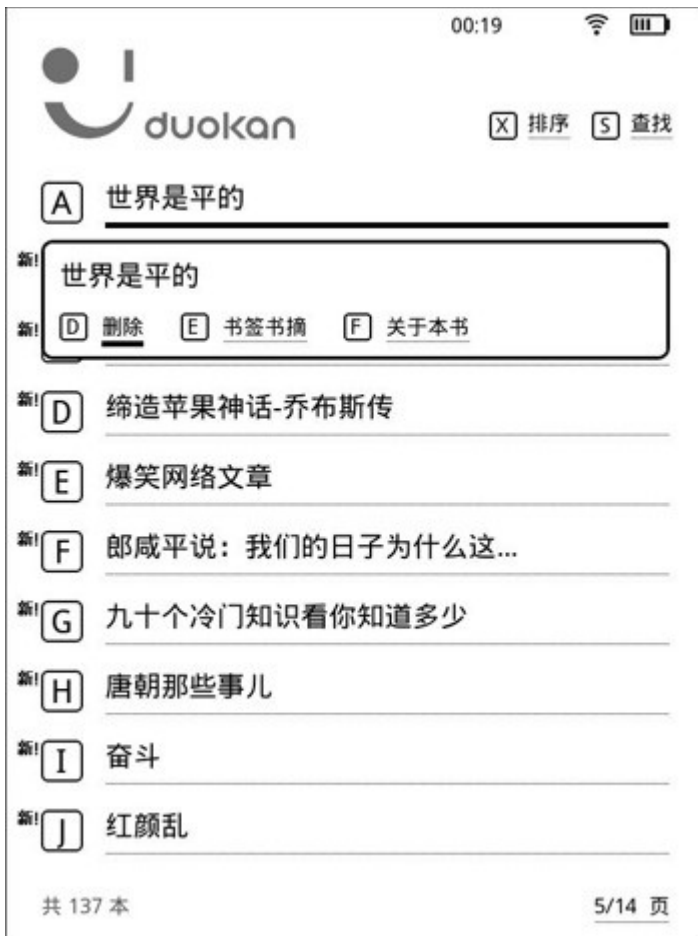 00:19
duokan
X 排序 S 查找
A 世界是平的
新!
世界是平的
新! D 删除 E 书签书摘 F 关于本书
新! D 缔造苹果神话-乔布斯传
新! E 爆笑网络文章
新! F 郎咸平说：我们的日子为什么这...
新! G 九十个冷门知识看你知道多少
新! H 唐朝那些事儿
新! I 奋斗
新! J 红颜乱
共 137 本
5/14 页